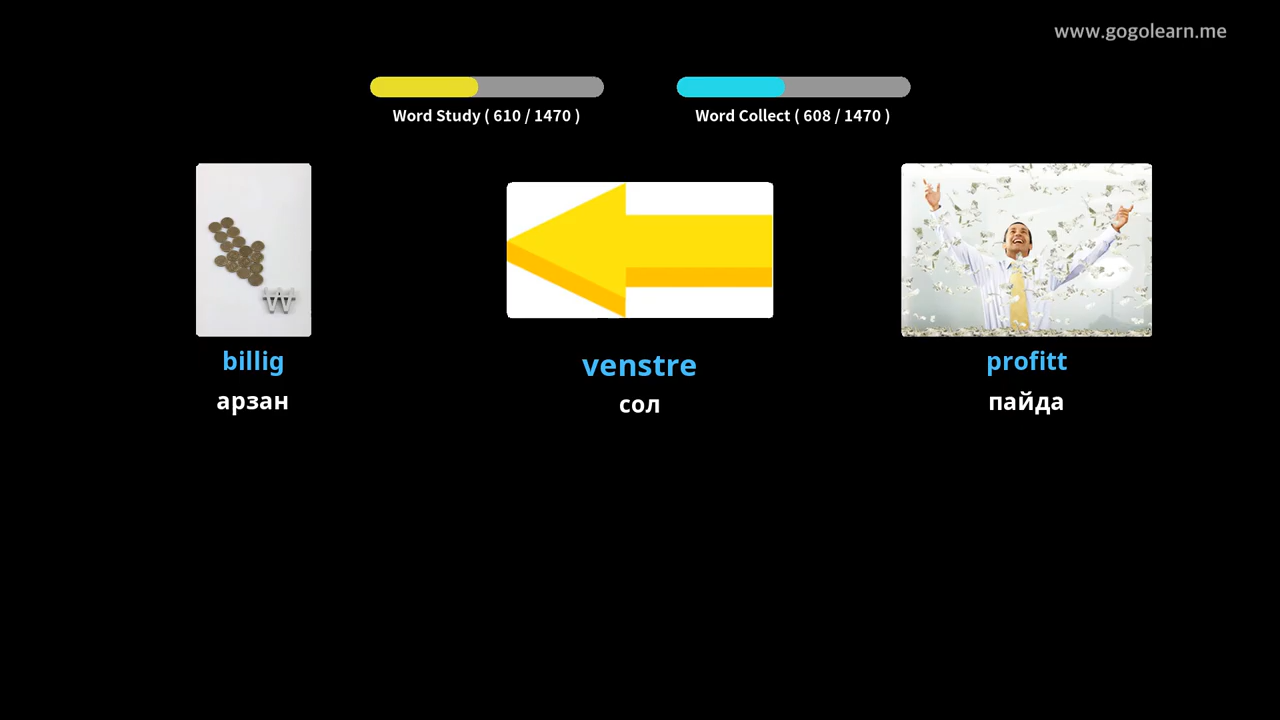 www.gogolearn.me
Word Study ( 610 / 1470 )
Word Collect ( 608 / 1470 )
billig
арзан
venstre
сол
profitt
пайда